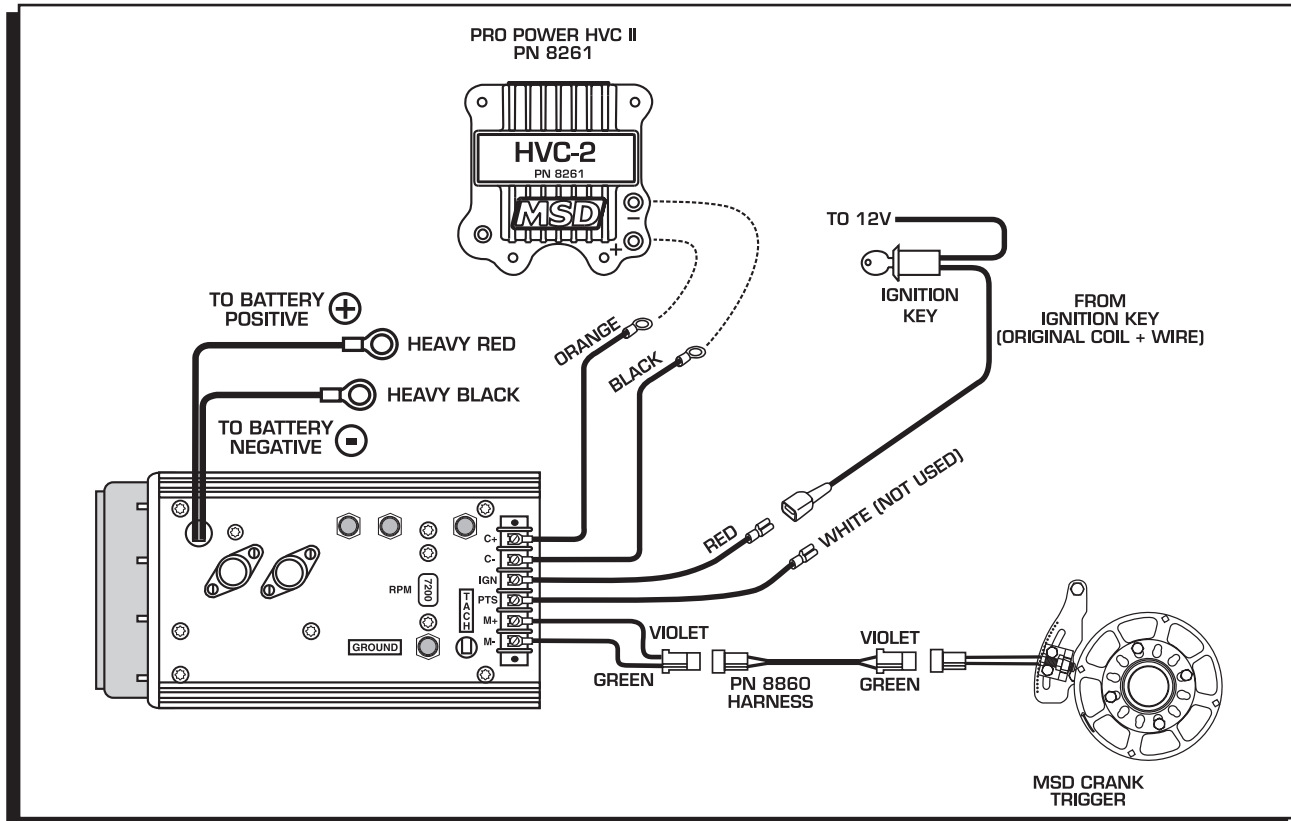 PRO POWER HVC II
PN 8261
HVC-2
PN 8261
MSD
-
+
TO 12V
IGNITION
KEY
FROM
IGNITION KEY
(ORIGINAL COIL + WIRE)
TO BATTERY
POSITIVE +
HEAVY RED
HEAVY BLACK
TO BATTERY
NEGATIVE -
ORANGE
BLACK
RED
WHITE (NOT USED)
C+
C-
IGN
PTS
M+
M-
RPM
7200
TACH
GROUND
VIOLET
GREEN
PN 8860
HARNESS
VIOLET
GREEN
MSD CRANK
TRIGGER